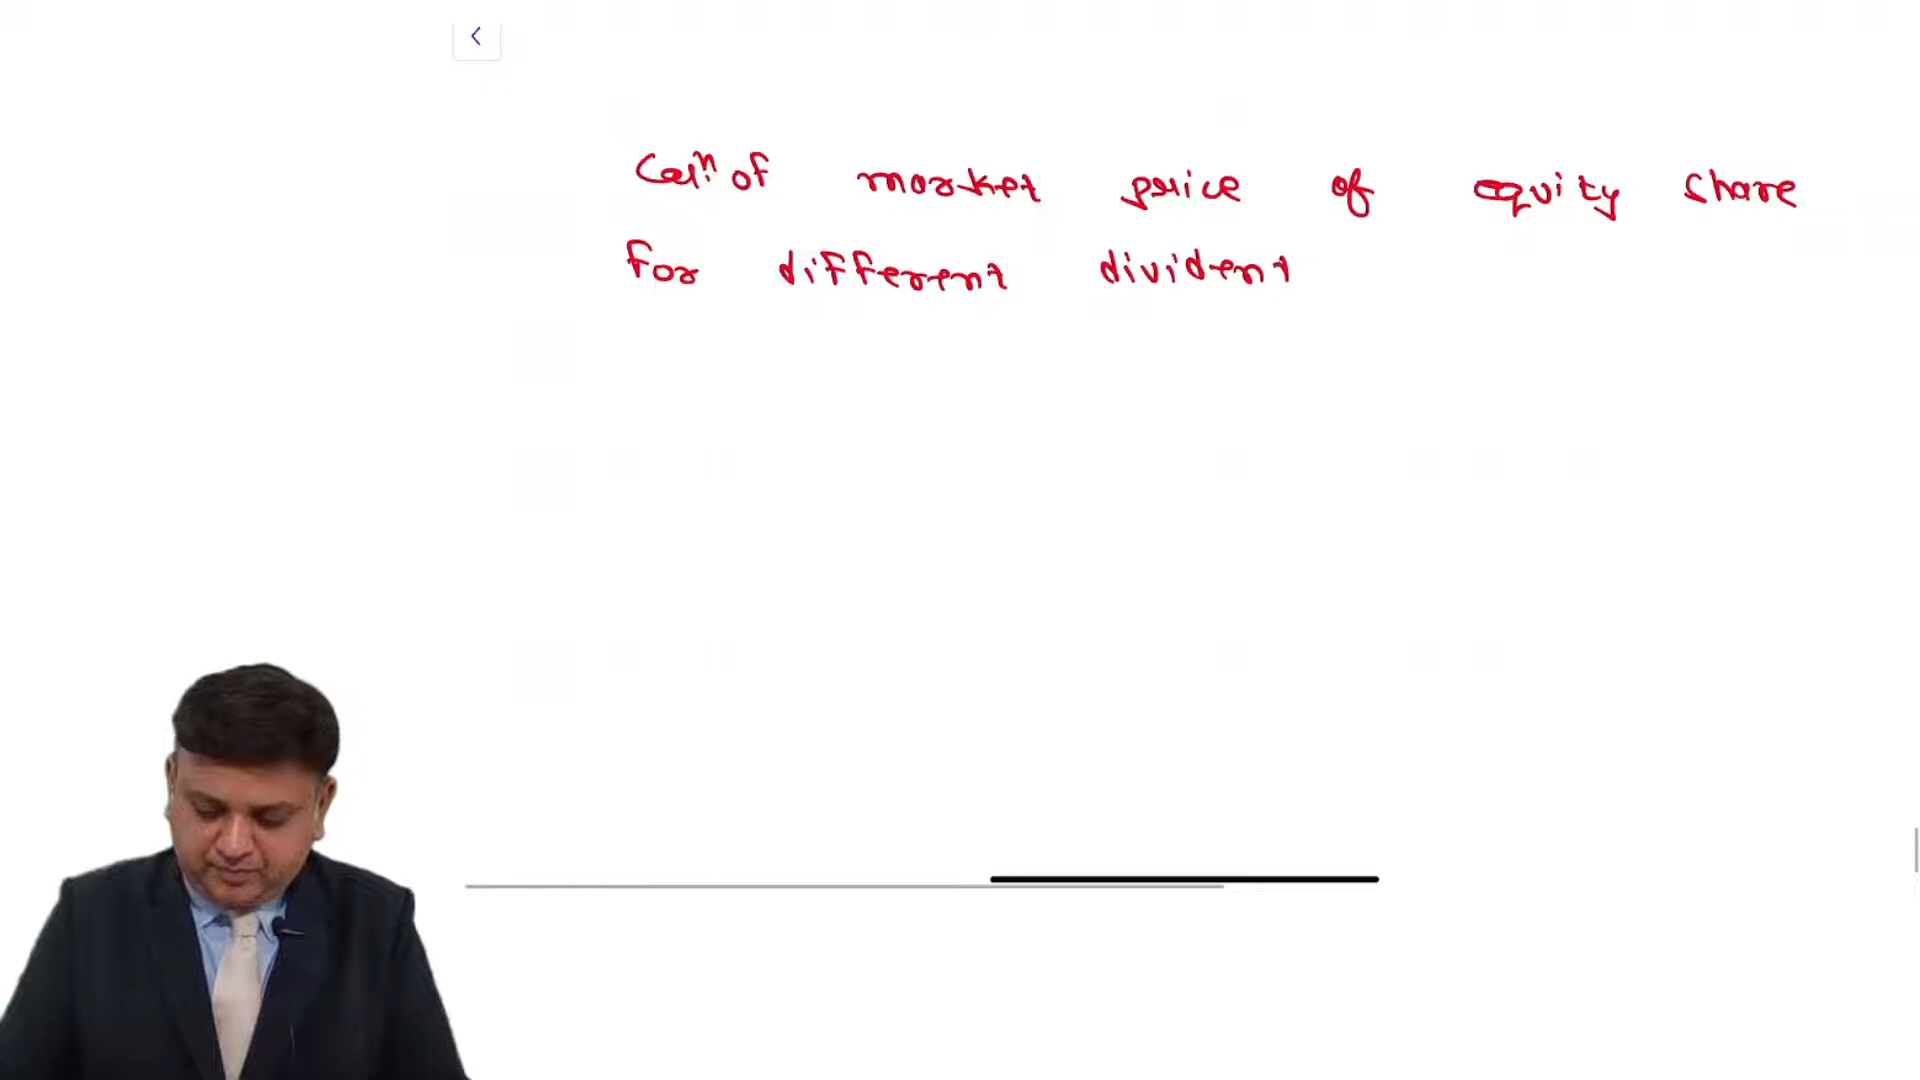 Calⁿ. of market price of equity share
For different divident